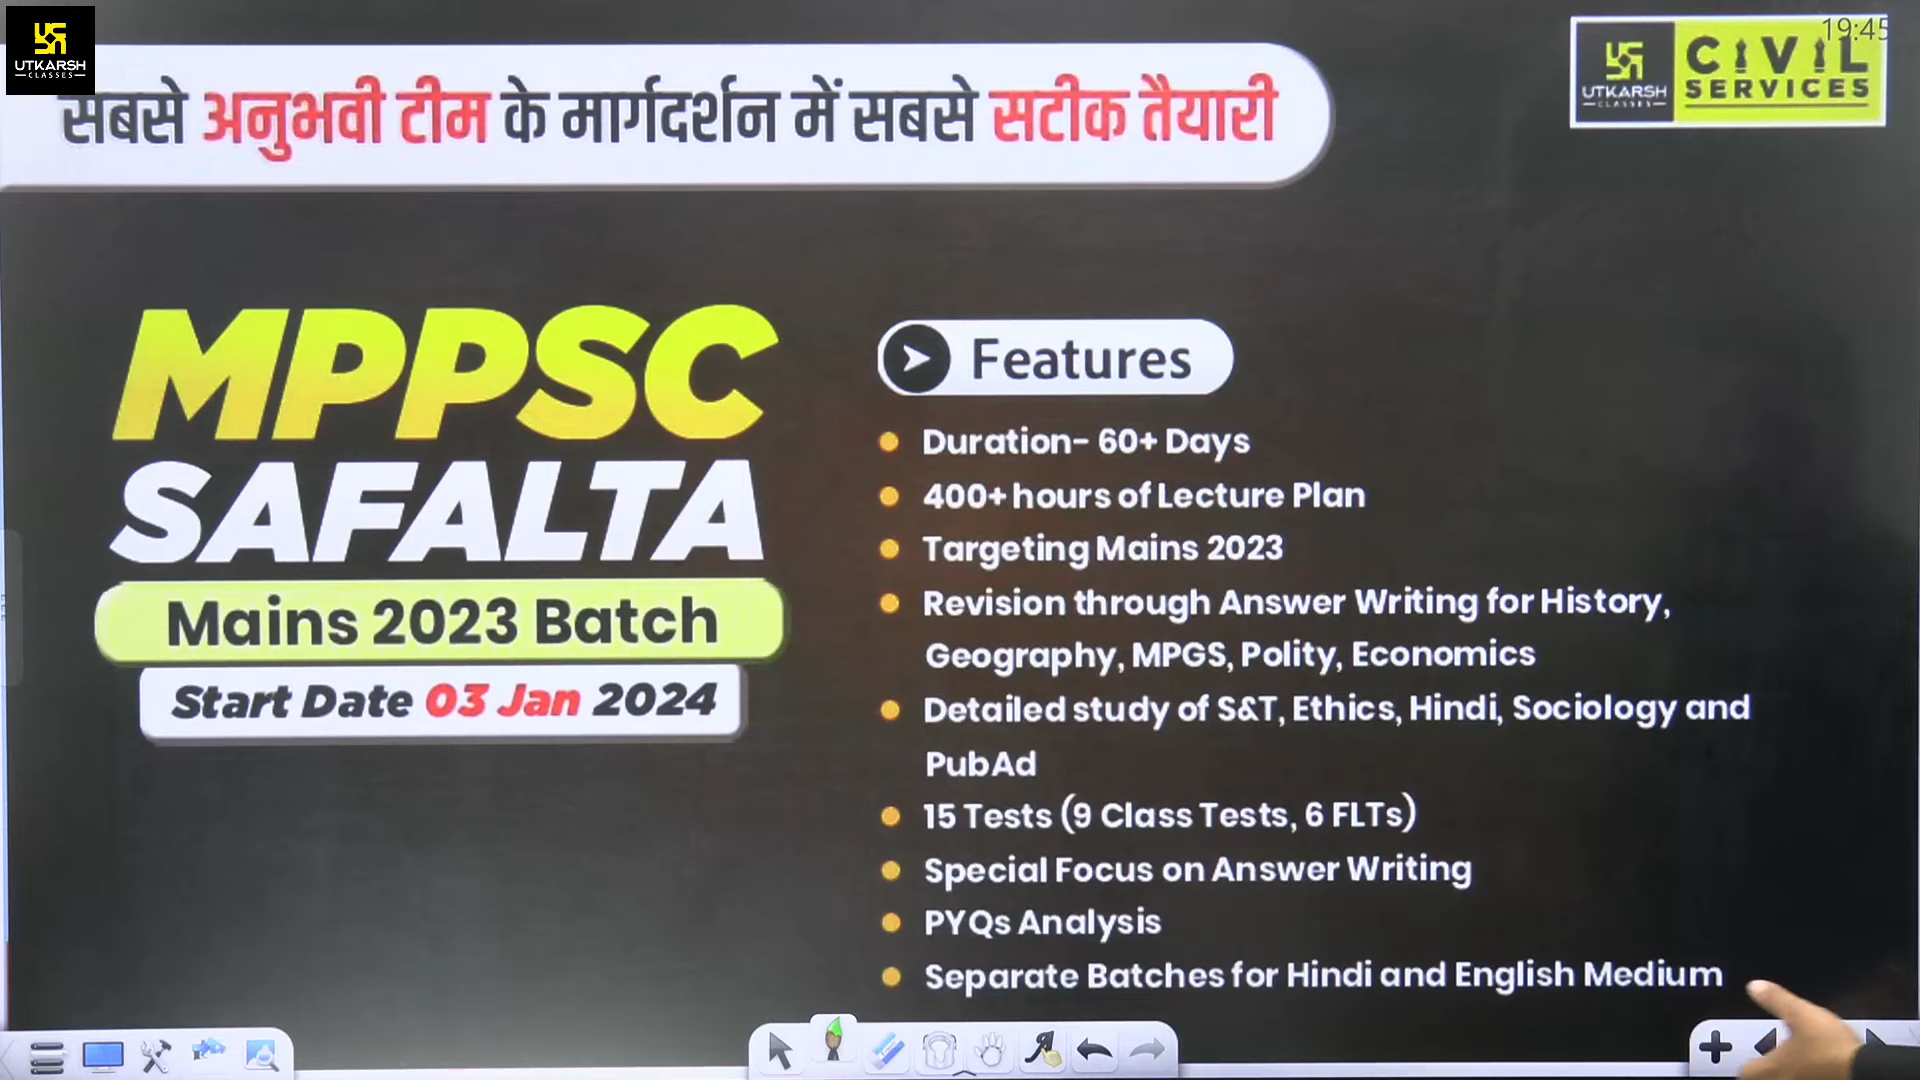 UTKARSH
CLASSES
सबसे अनुभवी टीम के मार्गदर्शन में सबसे सटीक तैयारी
UTKARSH
CLASSES
CIVIL
SERVICES
19:45
MPPSC
SAFALTA
Mains 2023 Batch
Start Date 03 Jan 2024
Features
Duration- 60+ Days
400+ hours of Lecture Plan
Targeting Mains 2023
Revision through Answer Writing for History,
Geography, MPGS, Polity, Economics
Detailed study of S&T, Ethics, Hindi, Sociology and
PubAd
15 Tests (9 Class Tests, 6 FLTs)
Special Focus on Answer Writing
PYQs Analysis
Separate Batches for Hindi and English Medium